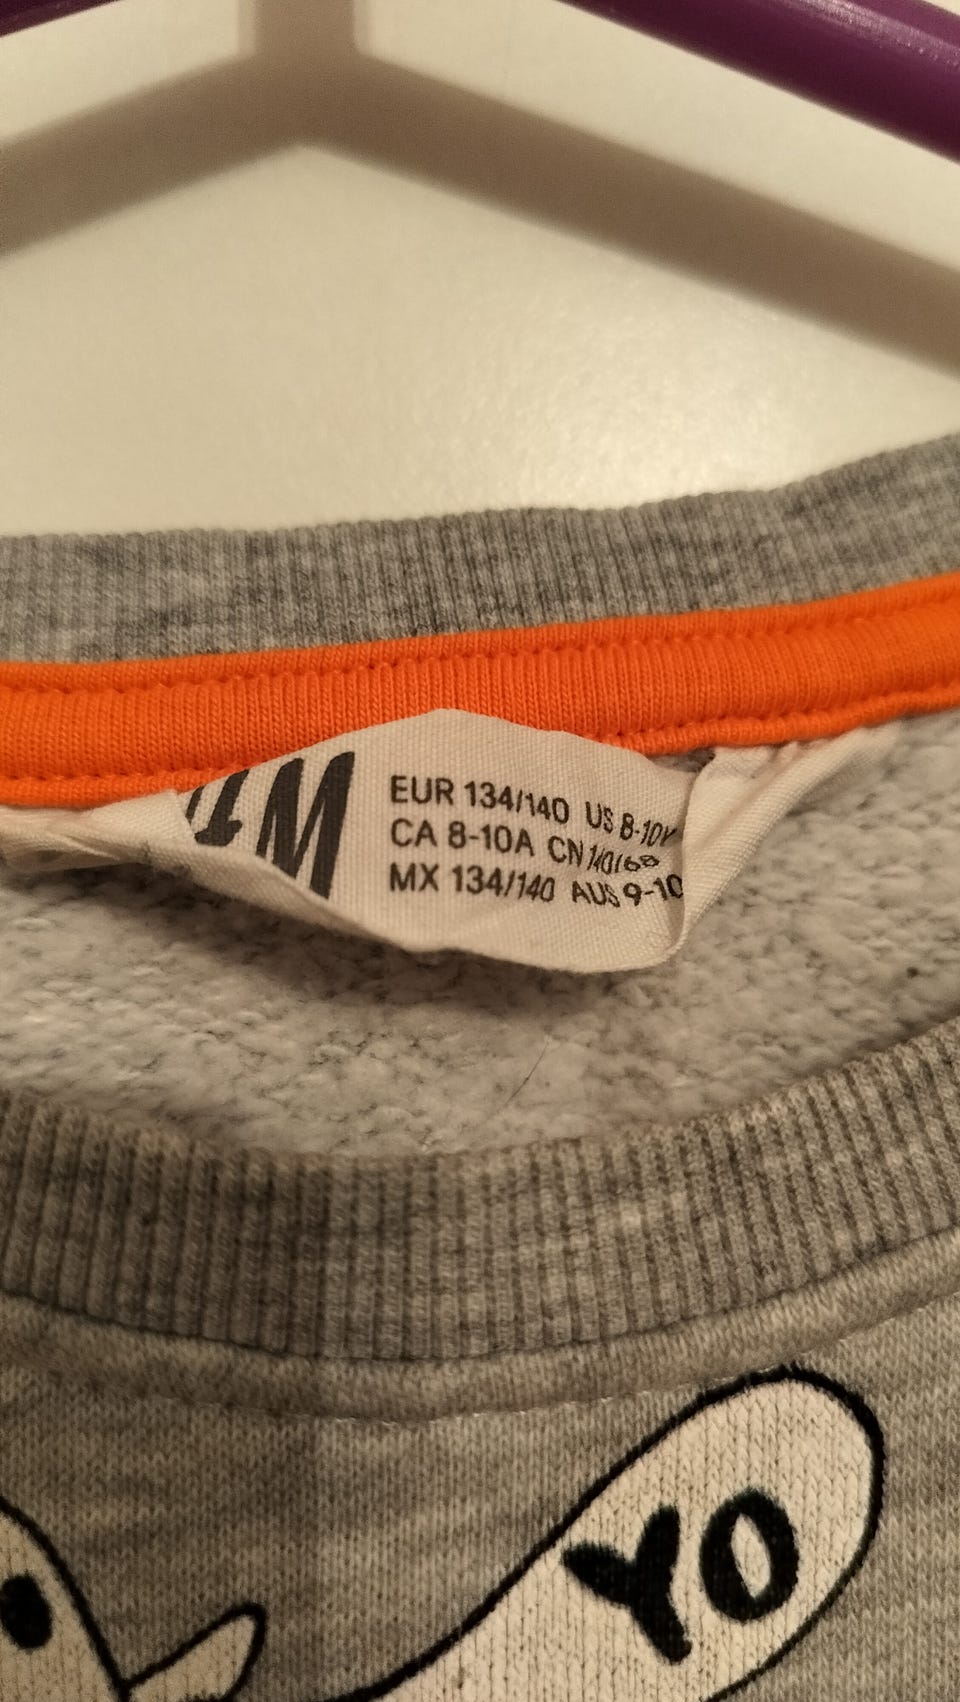 H&M
EUR 134/140 US 8-10Y
CA 8-10A CN 140/68
MX 134/140 AUS 9-10
YO